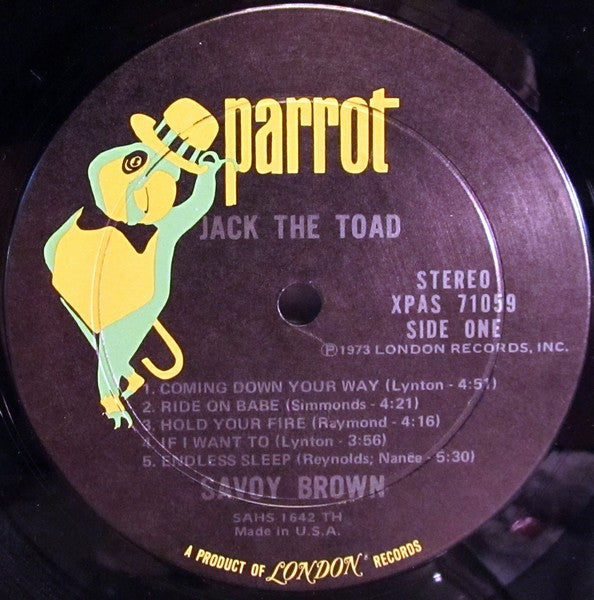 parrot
JACK THE TOAD
STEREO
XPAS 71059
SIDE ONE
℗1973 LONDON RECORDS, INC.
1. COMING DOWN YOUR WAY (Lynton - 4:51)
2. RIDE ON BABE (Simmonds - 4:21)
3. HOLD YOUR FIRE (Raymond - 4:16)
4. IF I WANT TO (Lynton - 3:56)
5. ENDLESS SLEEP (Reynolds; Nance - 5:30)
SAVOY BROWN
SAHS 1642 TH
Made in U.S.A.
A PRODUCT OF LONDON® RECORDS